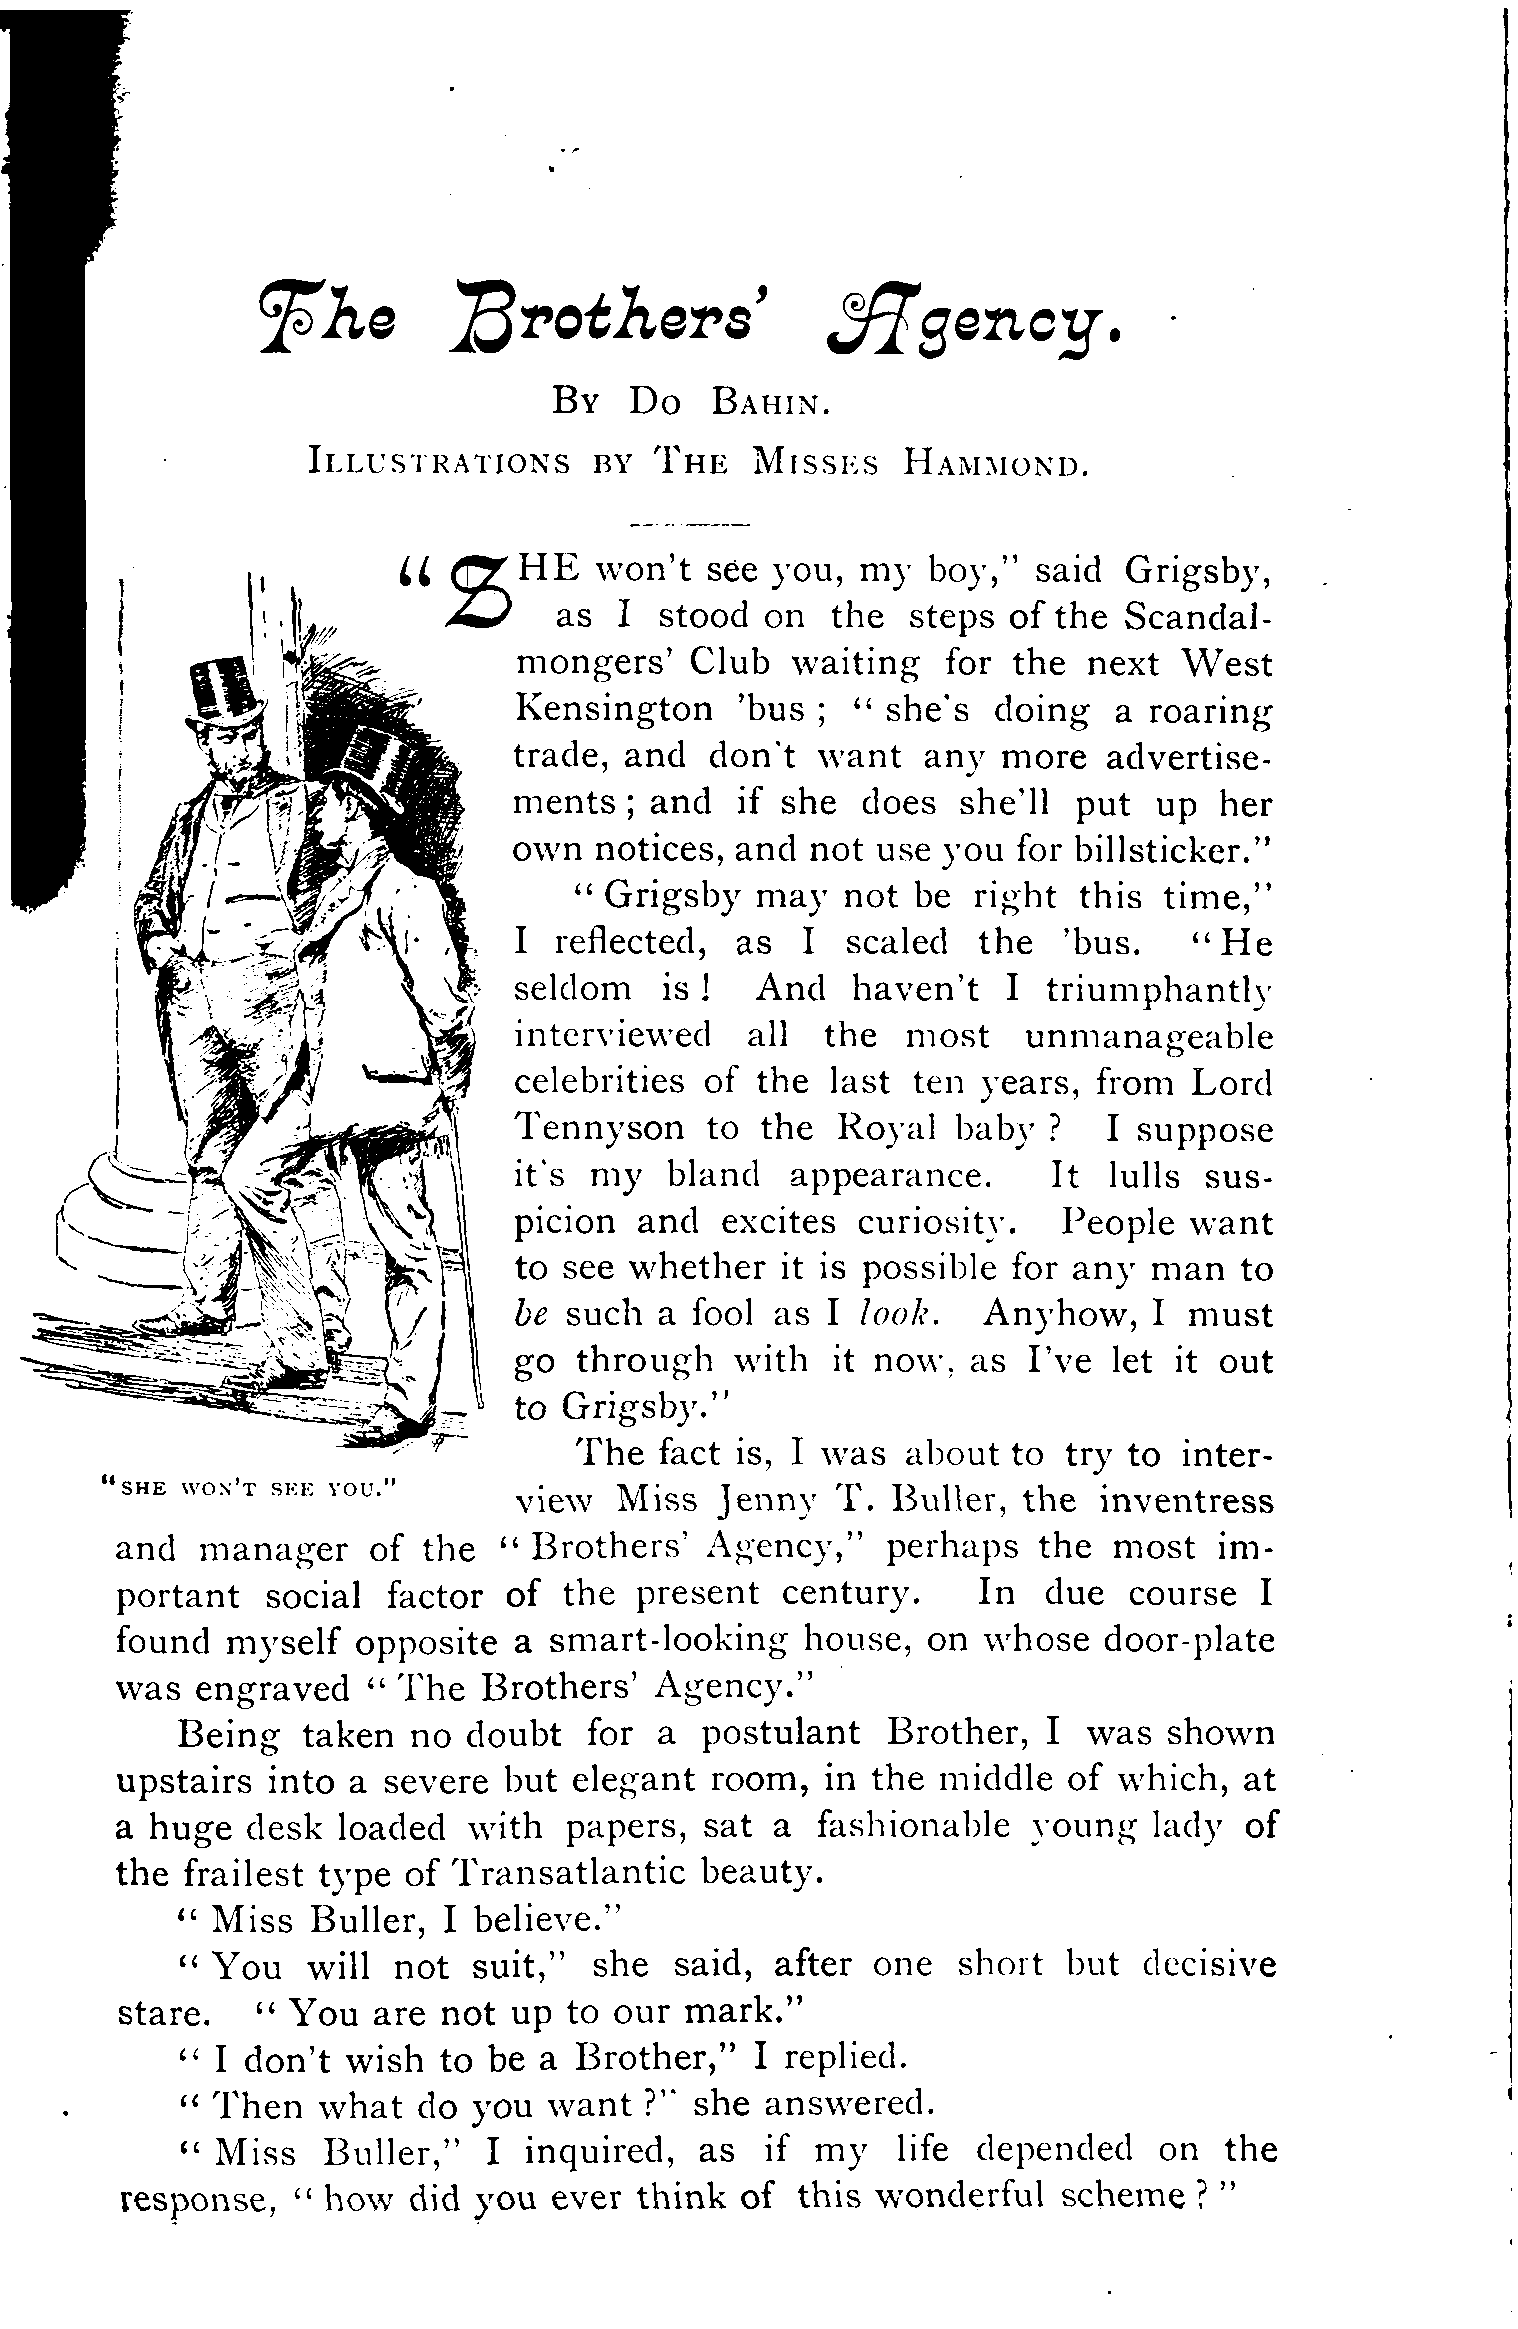 The Brothers' Agency.
By Do Bahin.
Illustrations by The Misses Hammond.
"SHE won't see you, my boy," said Grigsby,
as I stood on the steps of the Scandal-
mongers' Club waiting for the next West
Kensington 'bus; "she's doing a roaring
trade, and don't want any more advertise-
ments; and if she does she'll put up her
own notices, and not use you for billsticker."
"Grigsby may not be right this time,"
I reflected, as I scaled the 'bus. "He
seldom is! And haven't I triumphantly
interviewed all the most unmanageable
celebrities of the last ten years, from Lord
Tennyson to the Royal baby? I suppose
it's my bland appearance. It lulls sus-
picion and excites curiosity. People want
to see whether it is possible for any man to
be such a fool as I look. Anyhow, I must
go through with it now, as I've let it out
to Grigsby."
The fact is, I was about to try to inter-
view Miss Jenny T. Buller, the inventress
and manager of the "Brothers' Agency," perhaps the most im-
portant social factor of the present century. In due course I
found myself opposite a smart-looking house, on whose door-plate
was engraved "The Brothers' Agency."
Being taken no doubt for a postulant Brother, I was shown
upstairs into a severe but elegant room, in the middle of which, at
a huge desk loaded with papers, sat a fashionable young lady of
the frailest type of Transatlantic beauty.
"Miss Buller, I believe."
"You will not suit," she said, after one short but decisive
stare. "You are not up to our mark."
"I don't wish to be a Brother," I replied.
"Then what do you want?" she answered.
"Miss Buller," I inquired, as if my life depended on the
response, "how did you ever think of this wonderful scheme?"
"SHE WON'T SEE YOU."